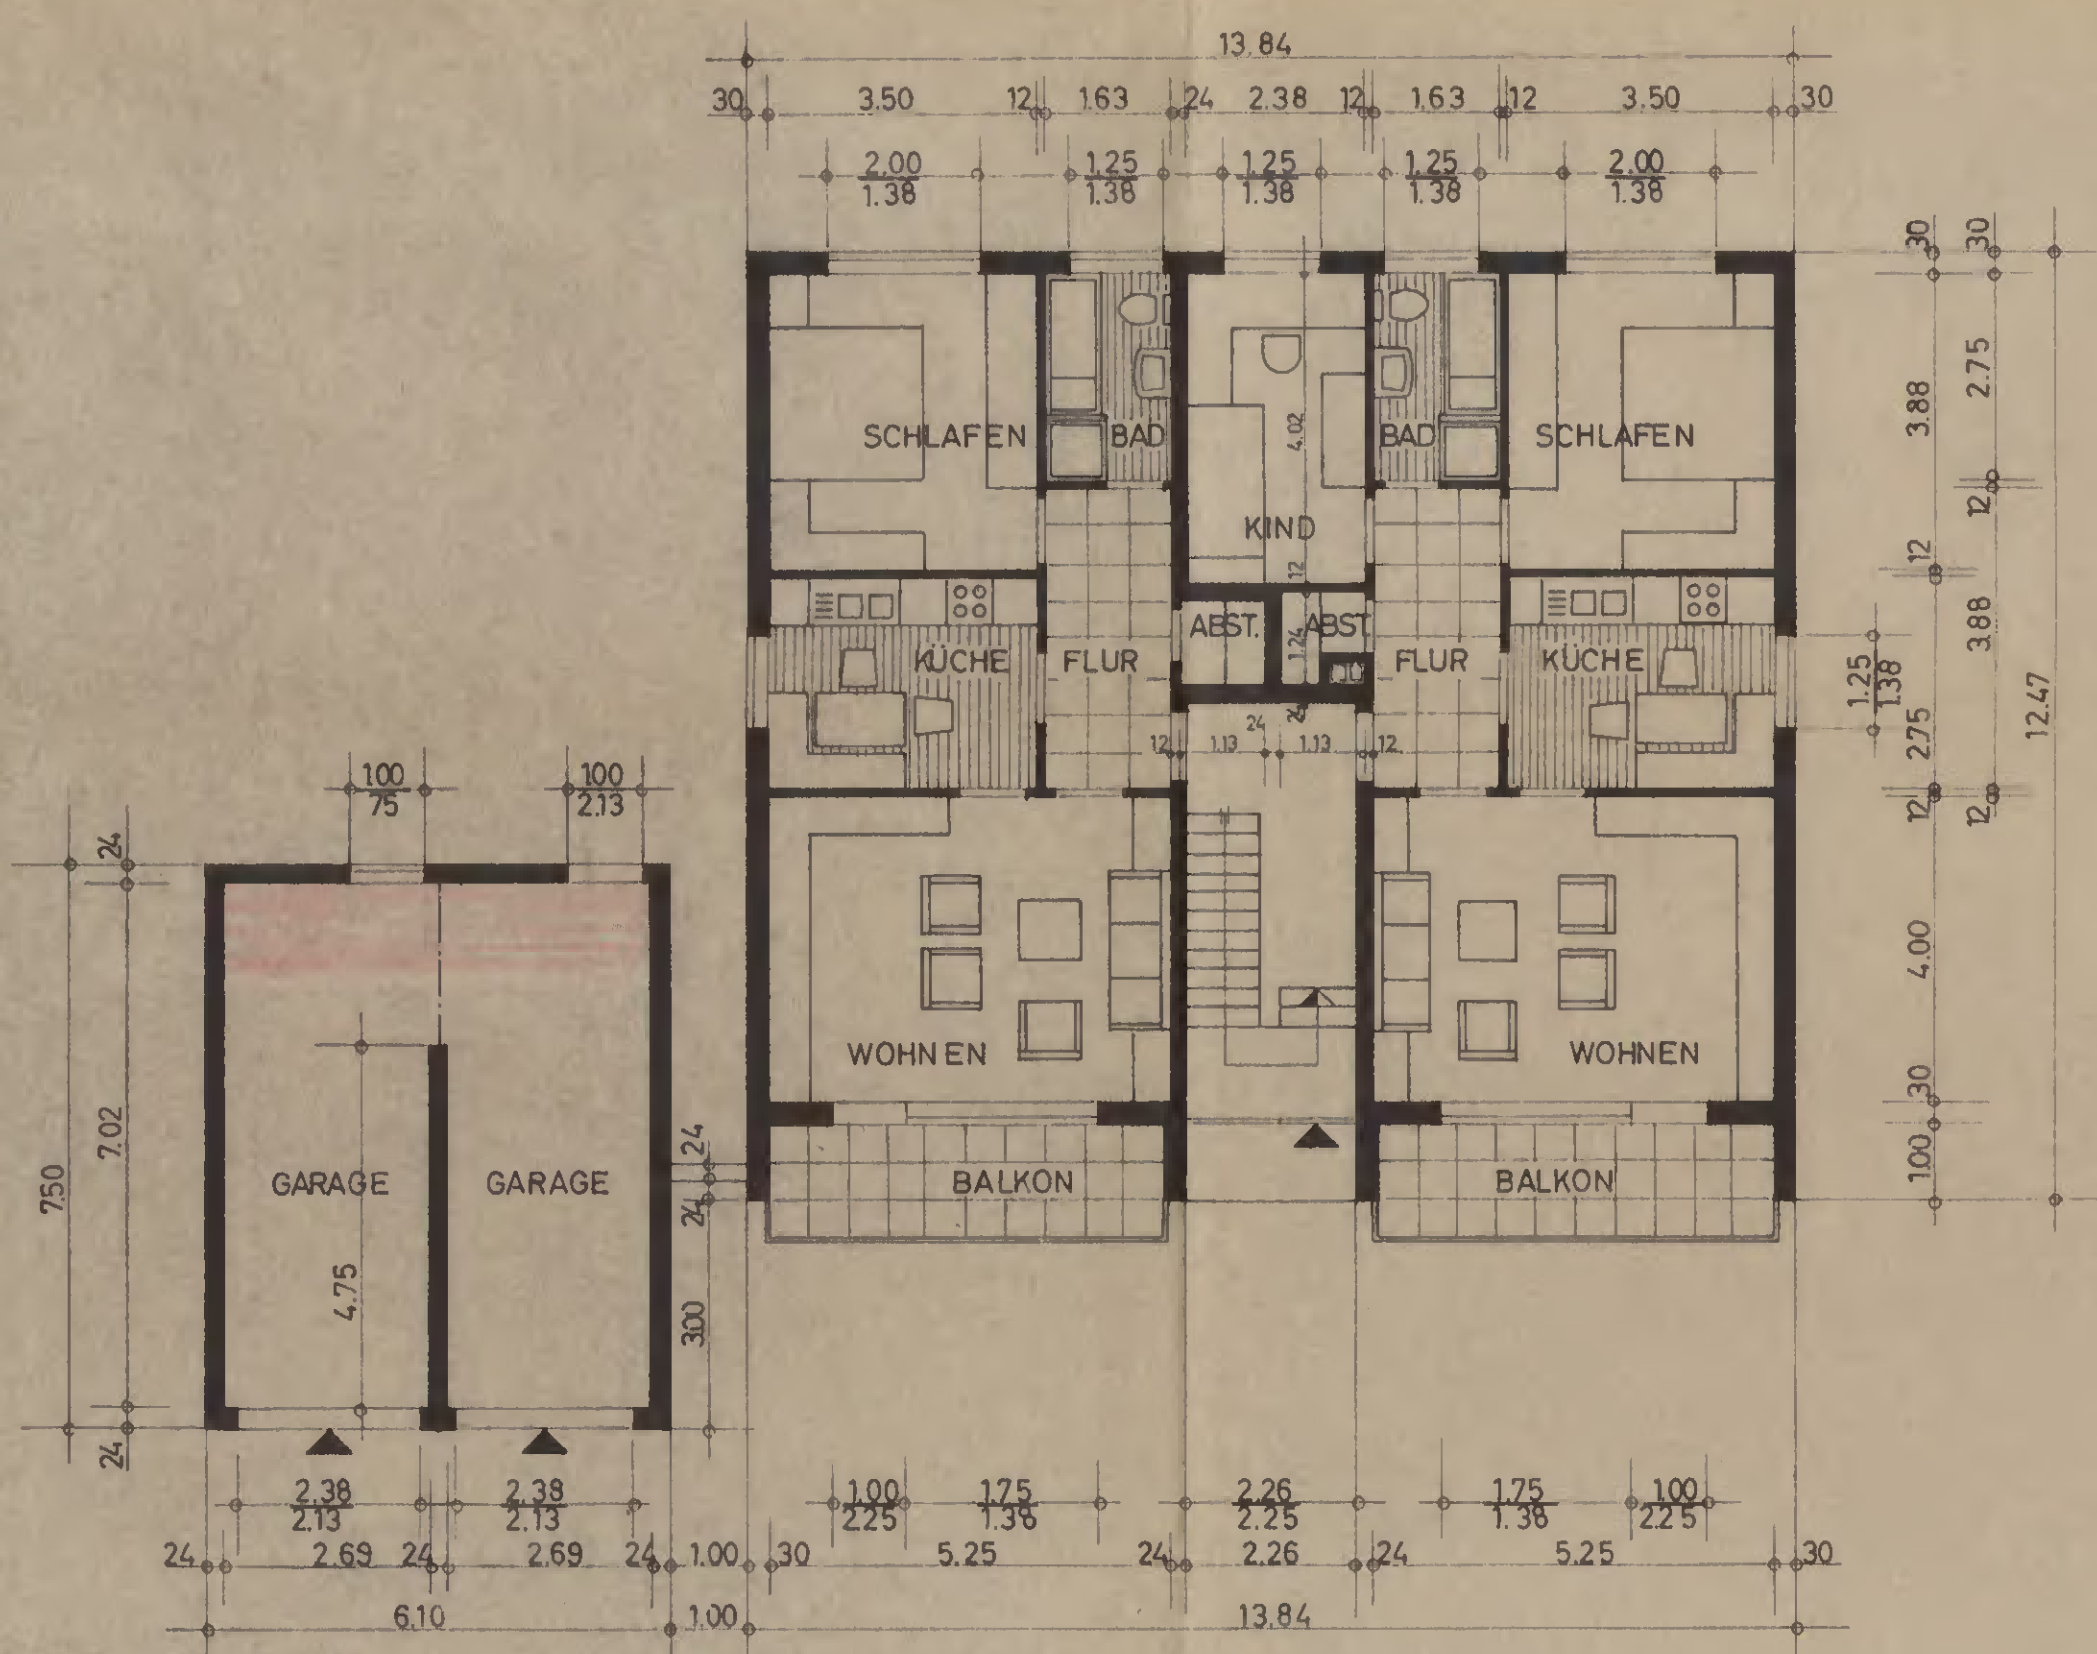 13.84
30 3.50 12 1.63 24 2.38 12 1.63 12 3.50 30
2.00 1.25 1.25 1.25 2.00
1.38 1.38 1.38 1.38 1.38
30 30
3.88 2.75
12
12
3.88
12.47
1.25
1.38
2.75
12 12
4.00
30
1.00
SCHLAFEN BAD 4.02 BAD SCHLAFEN
KIND
12
ABST. 1.24 ABST.
KÜCHE FLUR FLUR KÜCHE
24
24
12 1.13 1.13 12
100 100
75 2.13
24
7.02
7.50
24
WOHNEN WOHNEN
24
GARAGE GARAGE BALKON BALKON
24
4.75
3.00
2.38 2.38 1.00 1.75 2.26 1.75 1.00
2.13 2.13 2.25 1.38 2.25 1.38 2.25
24 2.69 24 2.69 24 1.00 30 5.25 24 2.26 24 5.25 30
6.10 1.00 13.84